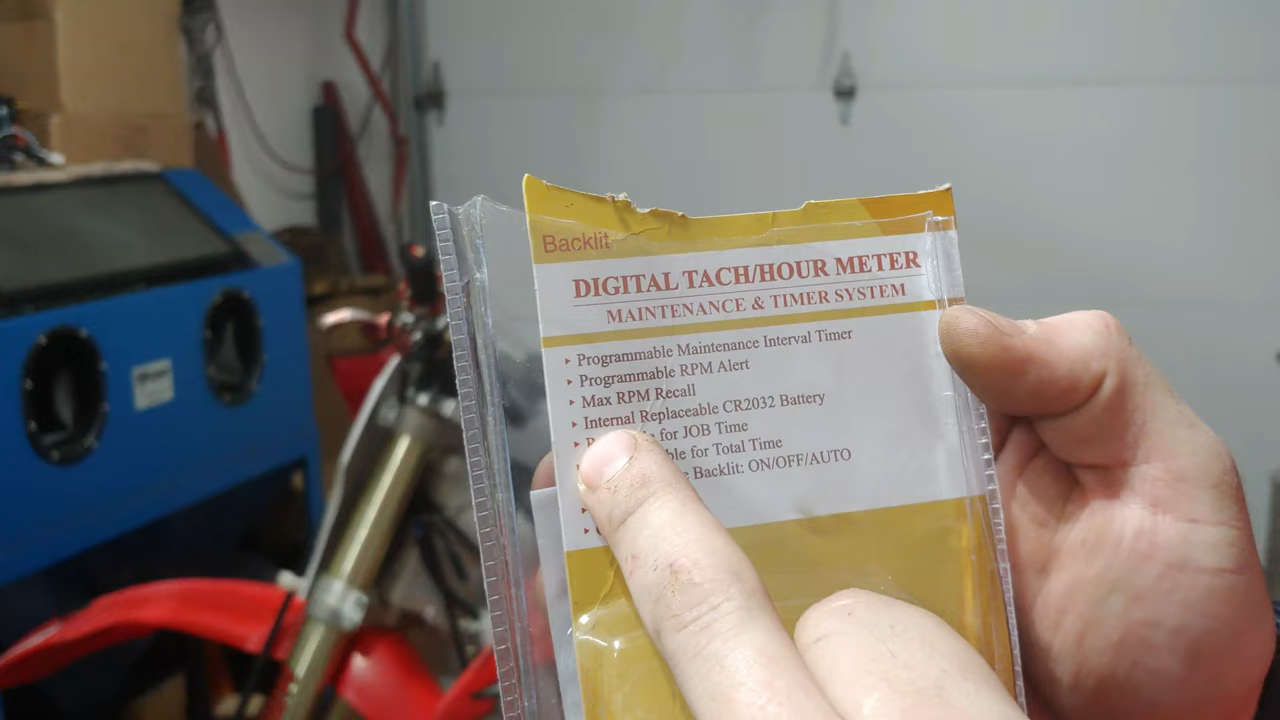 Backlit
DIGITAL TACH/HOUR METER
MAINTENANCE & TIMER SYSTEM
Programmable Maintenance Interval Timer
Programmable RPM Alert
Max RPM Recall
Internal Replaceable CR2032 Battery
for JOB Time
for Total Time
Backlit: ON/OFF/AUTO